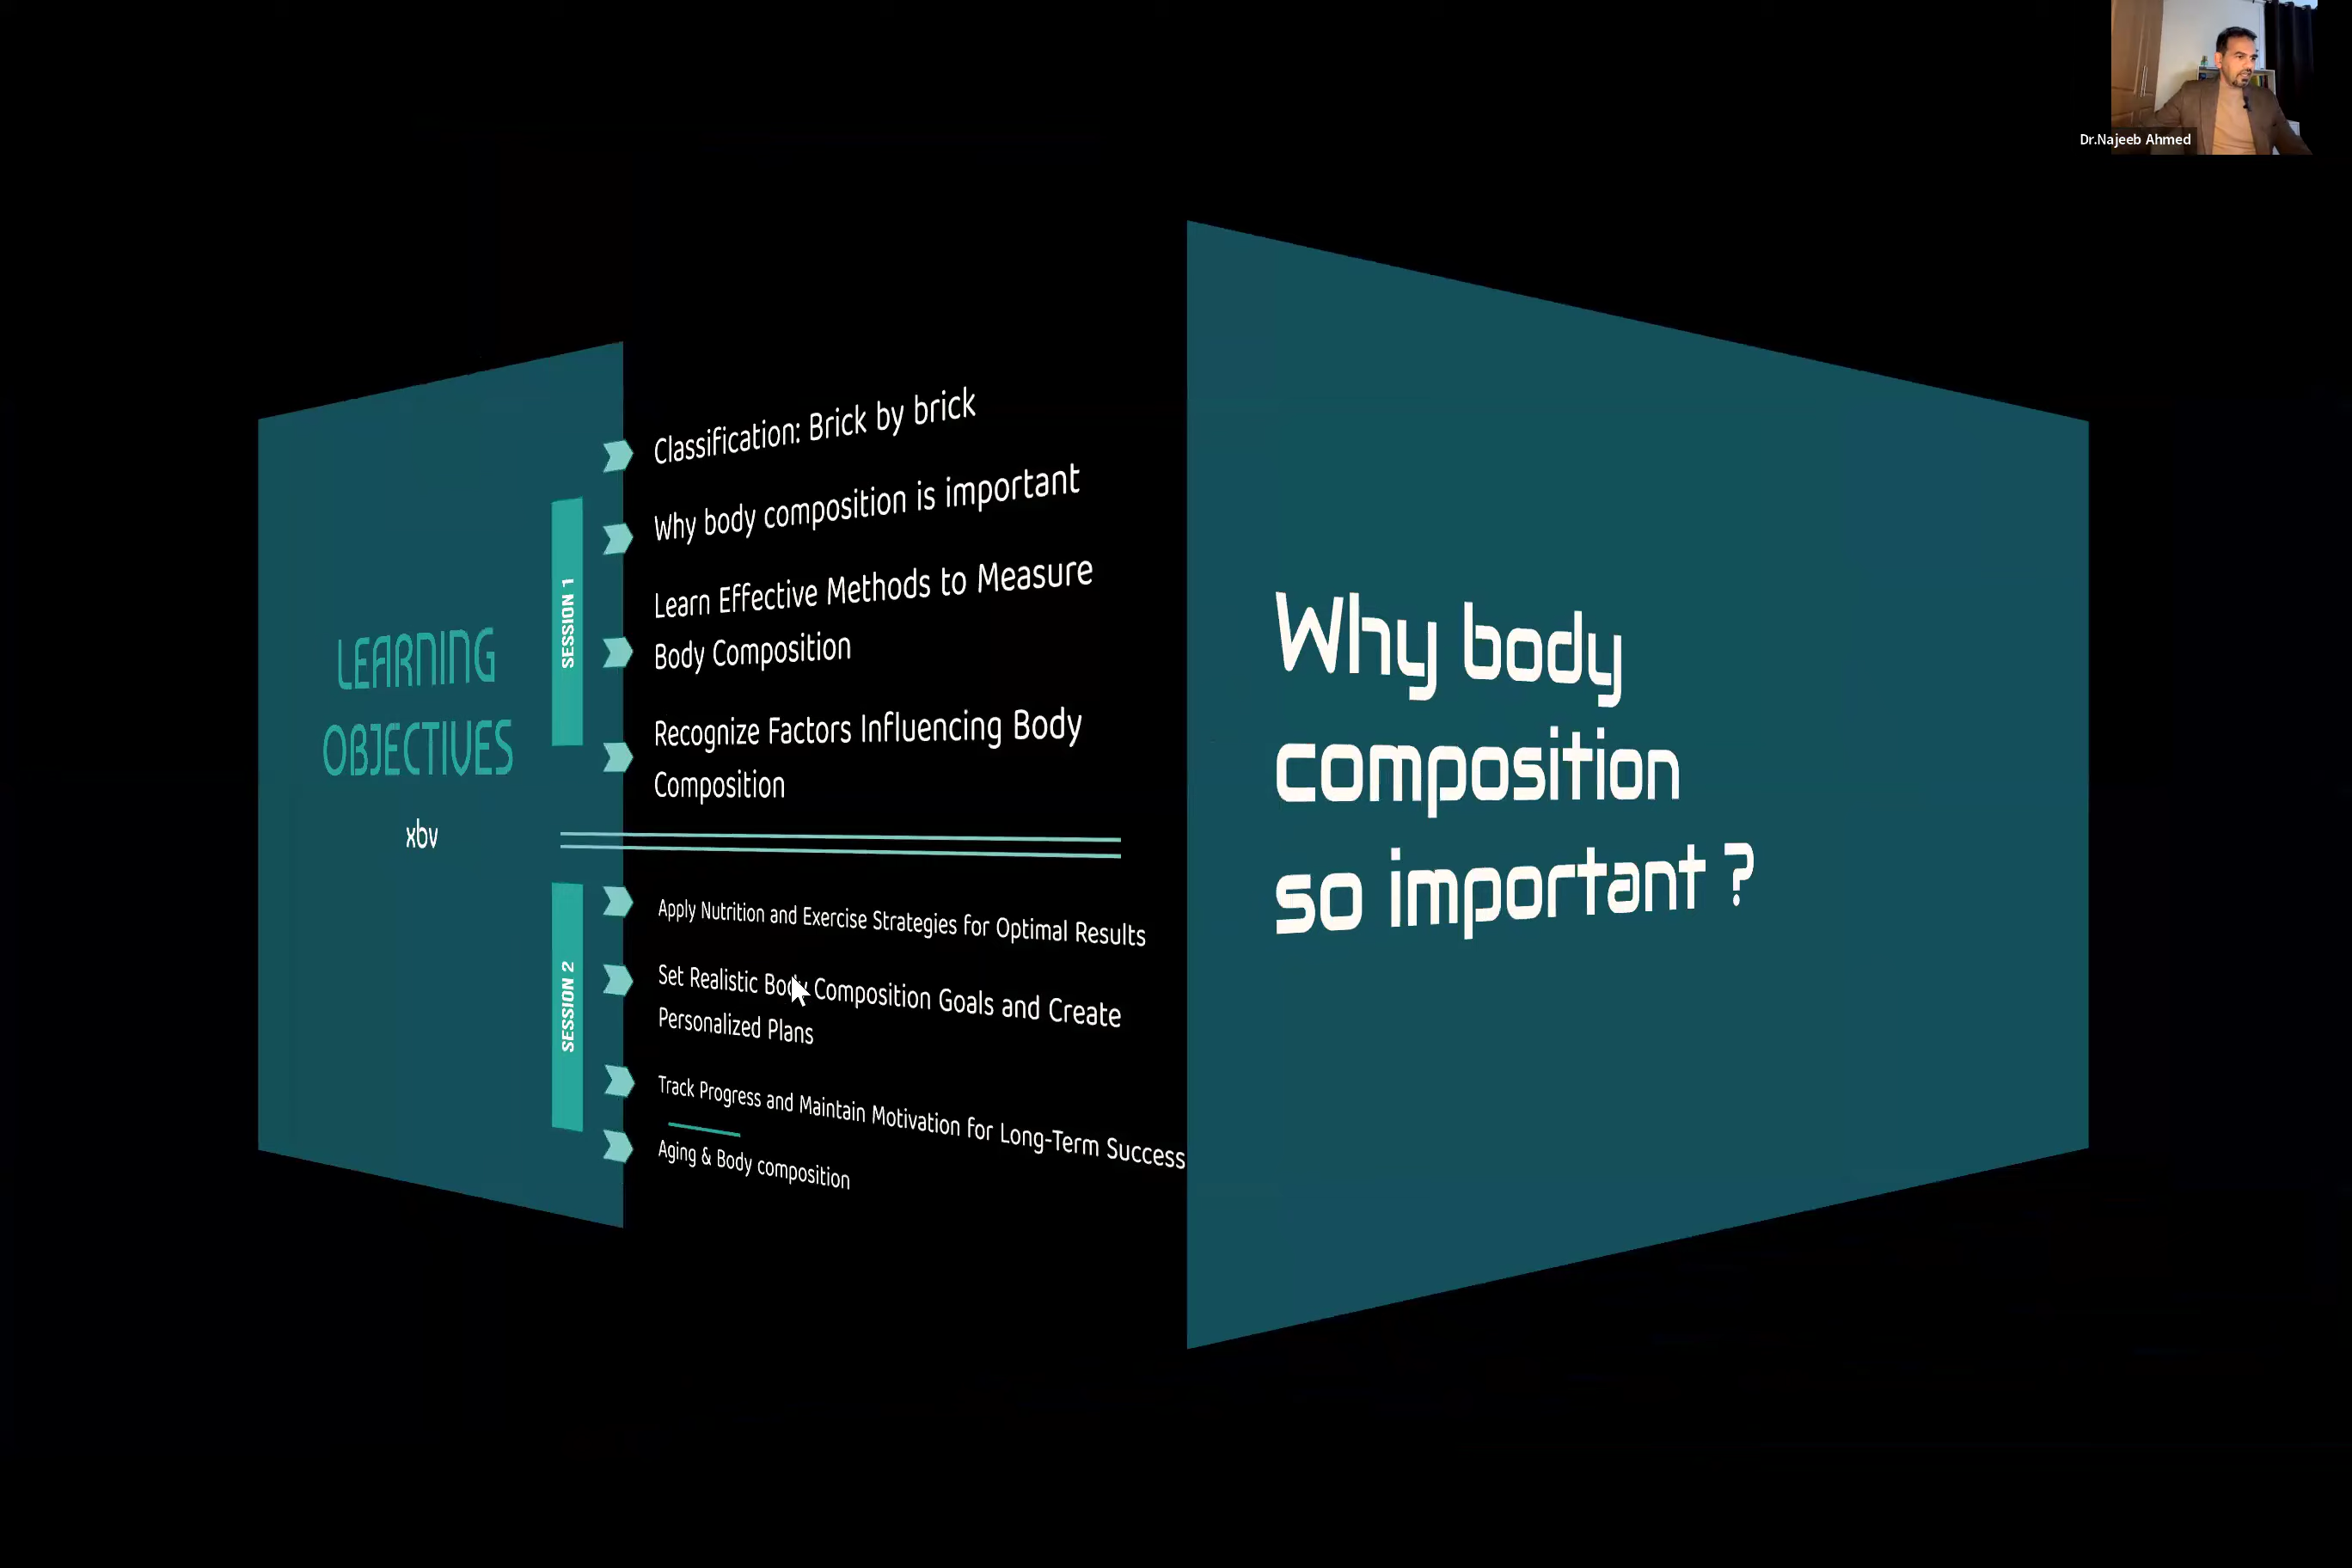 Dr.Najeeb Ahmed
LEARNING
OBJECTIVES
xbv
SESSION 1
Classification: Brick by brick
Why body composition is important
Learn Effective Methods to Measure
Body Composition
Recognize Factors Influencing Body
Composition
SESSION 2
Apply Nutrition and Exercise Strategies for Optimal Results
Set Realistic Body Composition Goals and Create
Personalized Plans
Track Progress and Maintain Motivation for Long-Term Success
Aging & Body composition
Why body
composition
so important ?